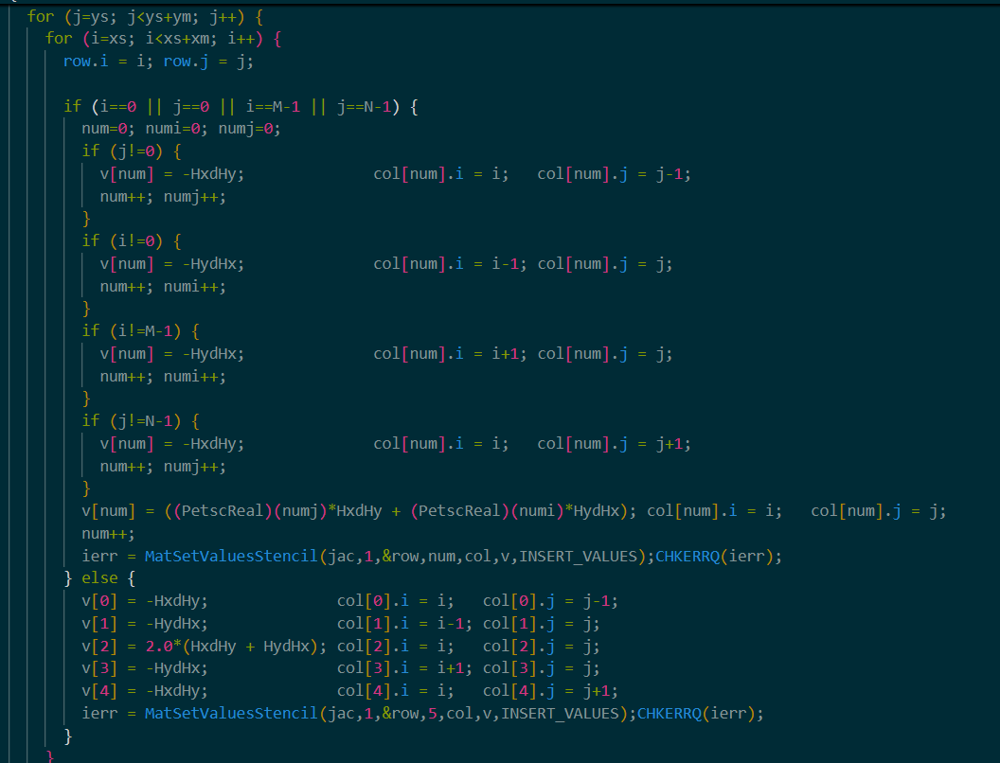 for (j=ys; j<ys+ym; j++) {
for (i=xs; i<xs+xm; i++) {
row.i = i; row.j = j;
if (i==0 || j==0 || i==M-1 || j==N-1) {
num=0; numi=0; numj=0;
if (j!=0) {
v[num] = -HxdHy; col[num].i = i; col[num].j = j-1;
num++; numj++;
}
if (i!=0) {
v[num] = -HydHx; col[num].i = i-1; col[num].j = j;
num++; numi++;
}
if (i!=M-1) {
v[num] = -HydHx; col[num].i = i+1; col[num].j = j;
num++; numi++;
}
if (j!=N-1) {
v[num] = -HxdHy; col[num].i = i; col[num].j = j+1;
num++; numj++;
}
v[num] = ((PetscReal)(numj)*HxdHy + (PetscReal)(numi)*HydHx); col[num].i = i; col[num].j = j;
num++;
ierr = MatSetValuesStencil(jac,1,&row,num,col,v,INSERT_VALUES);CHKERRQ(ierr);
} else {
v[0] = -HxdHy; col[0].i = i; col[0].j = j-1;
v[1] = -HydHx; col[1].i = i-1; col[1].j = j;
v[2] = 2.0*(HxdHy + HydHx); col[2].i = i; col[2].j = j;
v[3] = -HydHx; col[3].i = i+1; col[3].j = j;
v[4] = -HxdHy; col[4].i = i; col[4].j = j+1;
ierr = MatSetValuesStencil(jac,1,&row,5,col,v,INSERT_VALUES);CHKERRQ(ierr);
}
}